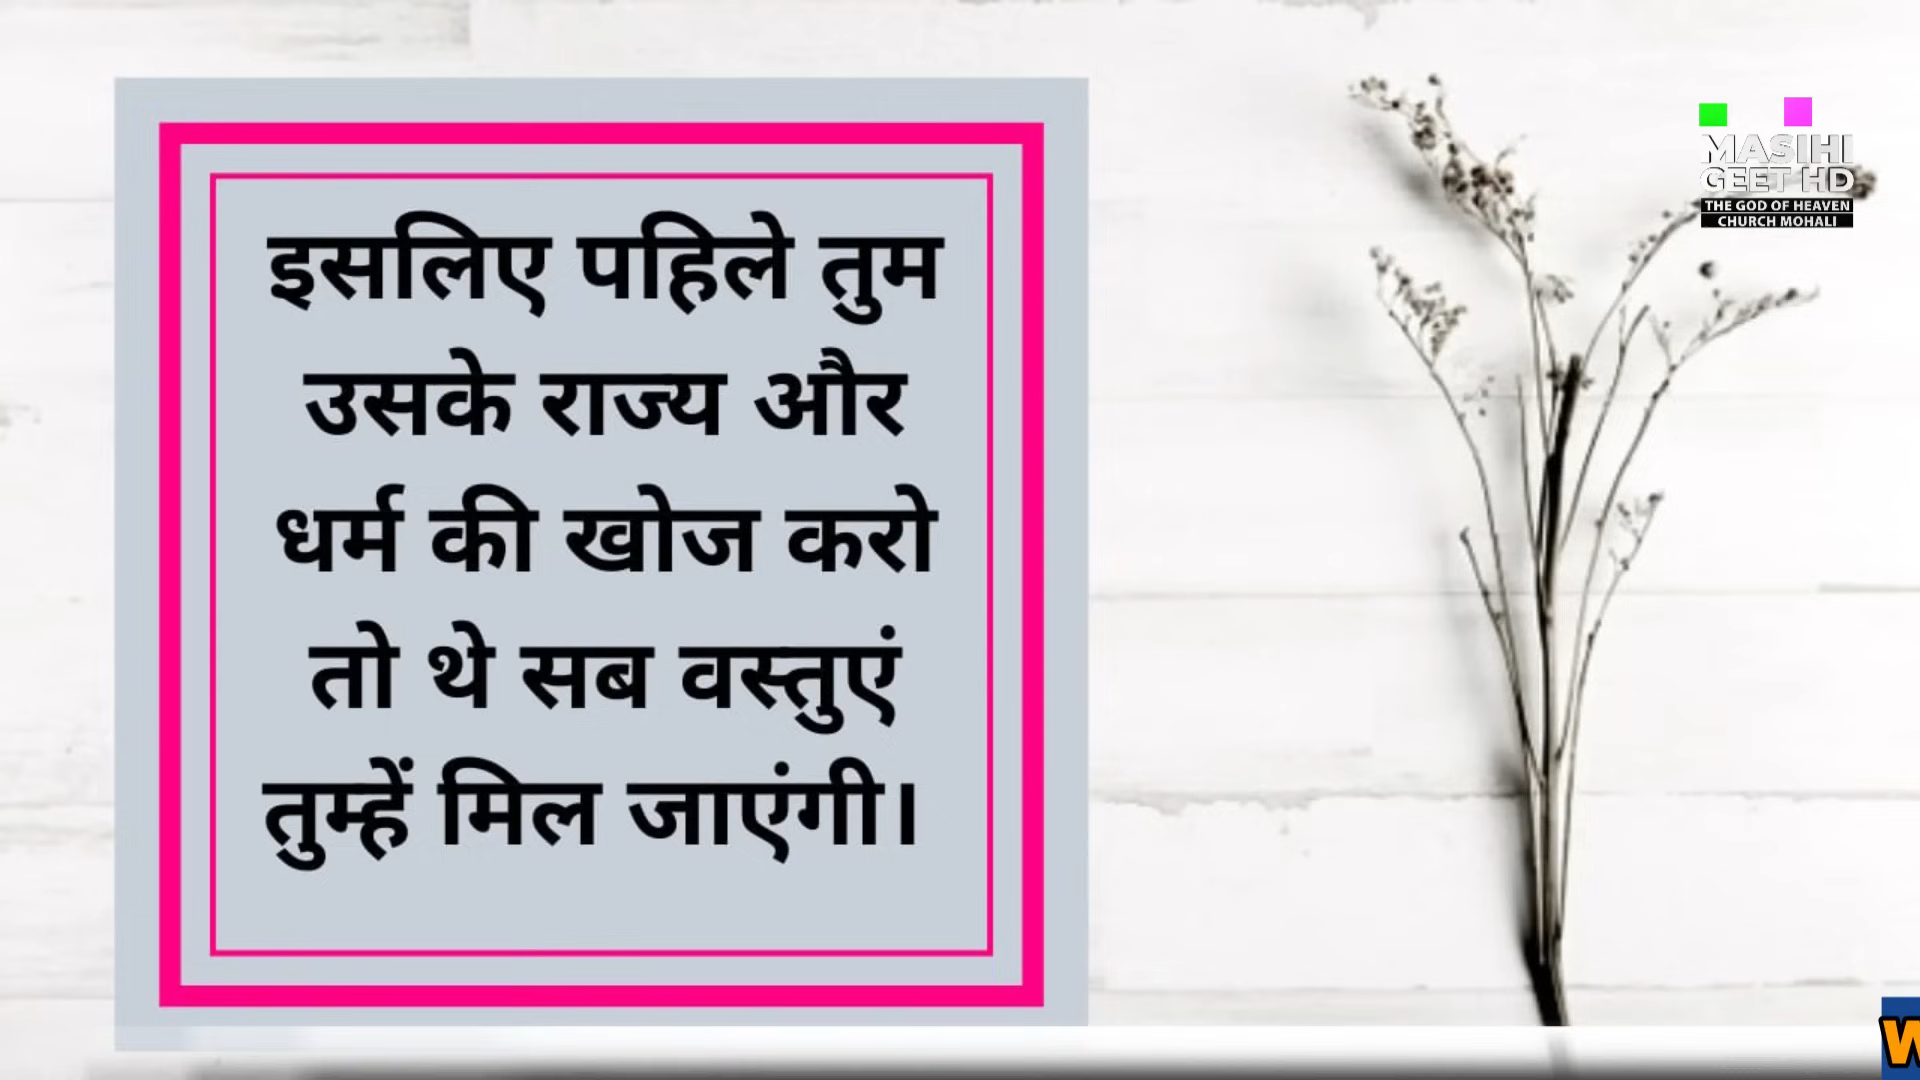 इसलिए पहिले तुम
उसके राज्य और
धर्म की खोज करो
तो थे सब वस्तुएं
तुम्हें मिल जाएंगी।
MASIHI
GEET HD
THE GOD OF HEAVEN
CHURCH MOHALI